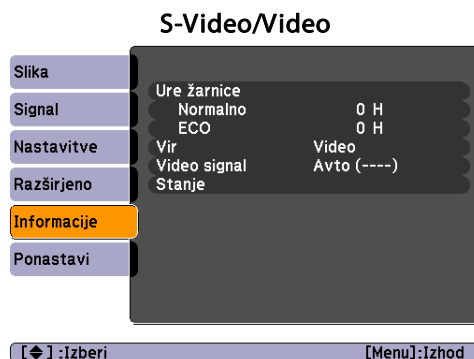 S-Video/Video
Slika
Signal
Nastavitve
Razširjeno
Informacije
Ponastavi
Ure žarnice
Normalno 0 H
ECO 0 H
Vir Video
Video signal Avto (----)
Stanje
[◆] :Izberi [Menu]:Izhod